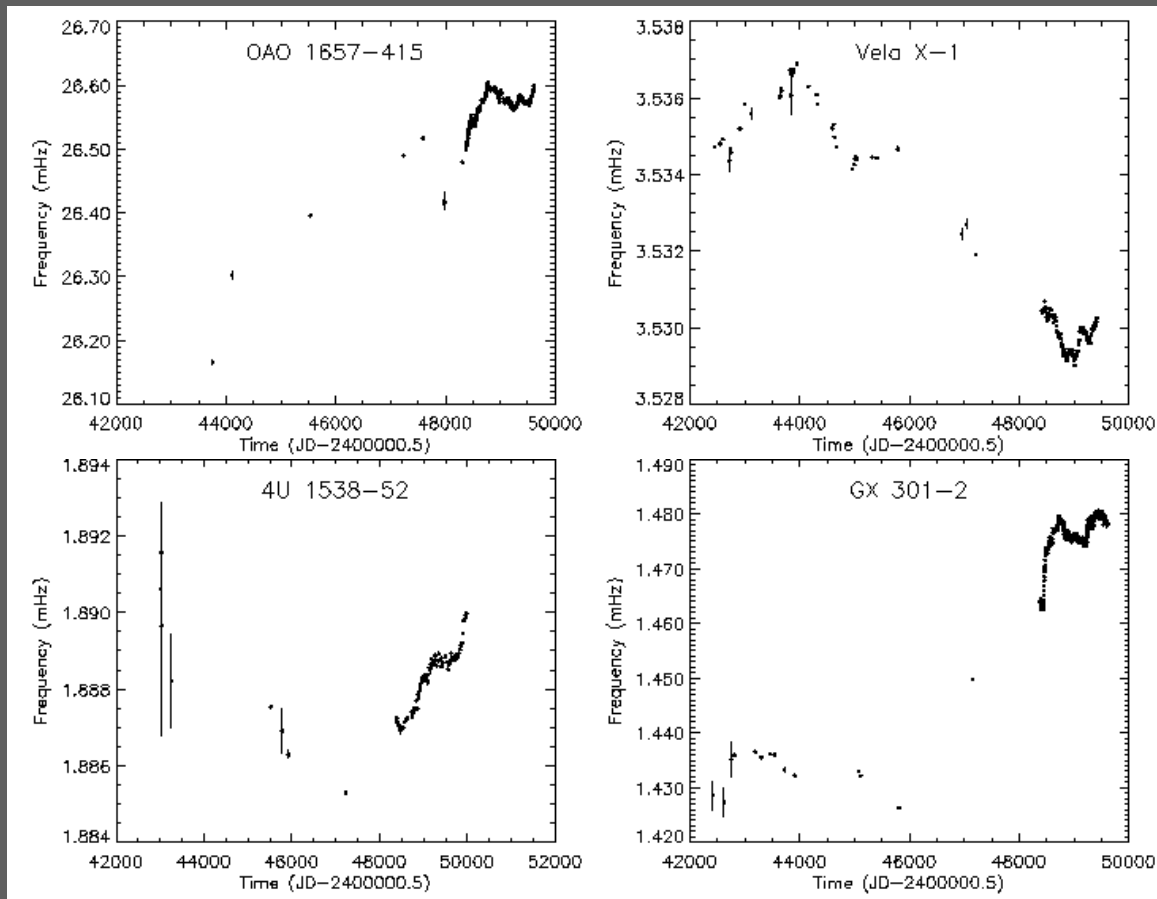 OAO 1657-415
Frequency (mHz)
26.70
26.60
26.50
26.40
26.30
26.20
26.10
42000 44000 46000 48000 50000
Time (JD-2400000.5)
Vela X-1
Frequency (mHz)
3.538
3.536
3.534
3.532
3.530
3.528
42000 44000 46000 48000 50000
Time (JD-2400000.5)
4U 1538-52
Frequency (mHz)
1.894
1.892
1.890
1.888
1.886
1.884
42000 44000 46000 48000 50000 52000
Time (JD-2400000.5)
GX 301-2
Frequency (mHz)
1.490
1.480
1.470
1.460
1.450
1.440
1.430
1.420
42000 44000 46000 48000 50000
Time (JD-2400000.5)